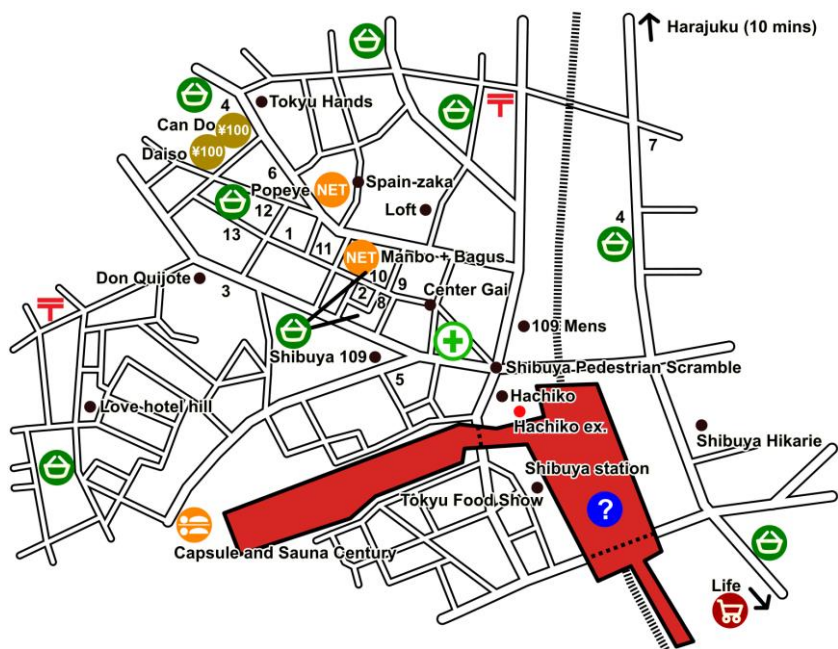 Harajuku (10 mins)
4
Tokyu Hands
Can Do
¥100
Daiso
¥100
7
6
Popeye
NET
Spain-zaka
12
Loft
4
13
1
11
NET
Manbo + Bagus
Don Quijote
3
10
2
9
8
Center Gai
109 Mens
Shibuya 109
5
Shibuya Pedestrian Scramble
Hachiko
Love hotel hill
Hachiko ex.
Shibuya Hikarie
Shibuya station
Tokyu Food Show
?
Capsule and Sauna Century
Life